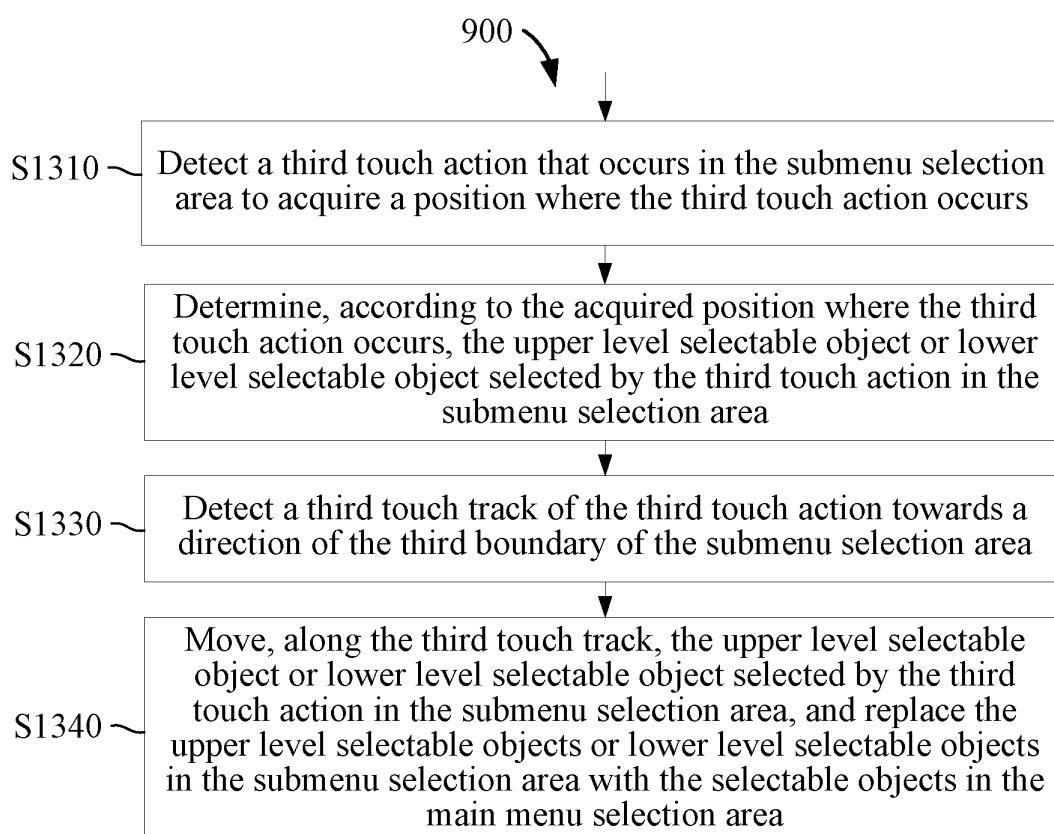 900
S1310
Detect a third touch action that occurs in the submenu selection
area to acquire a position where the third touch action occurs
S1320
Determine, according to the acquired position where the third
touch action occurs, the upper level selectable object or lower
level selectable object selected by the third touch action in the
submenu selection area
S1330
Detect a third touch track of the third touch action towards a
direction of the third boundary of the submenu selection area
S1340
Move, along the third touch track, the upper level selectable
object or lower level selectable object selected by the third
touch action in the submenu selection area, and replace the
upper level selectable objects or lower level selectable objects
in the submenu selection area with the selectable objects in the
main menu selection area